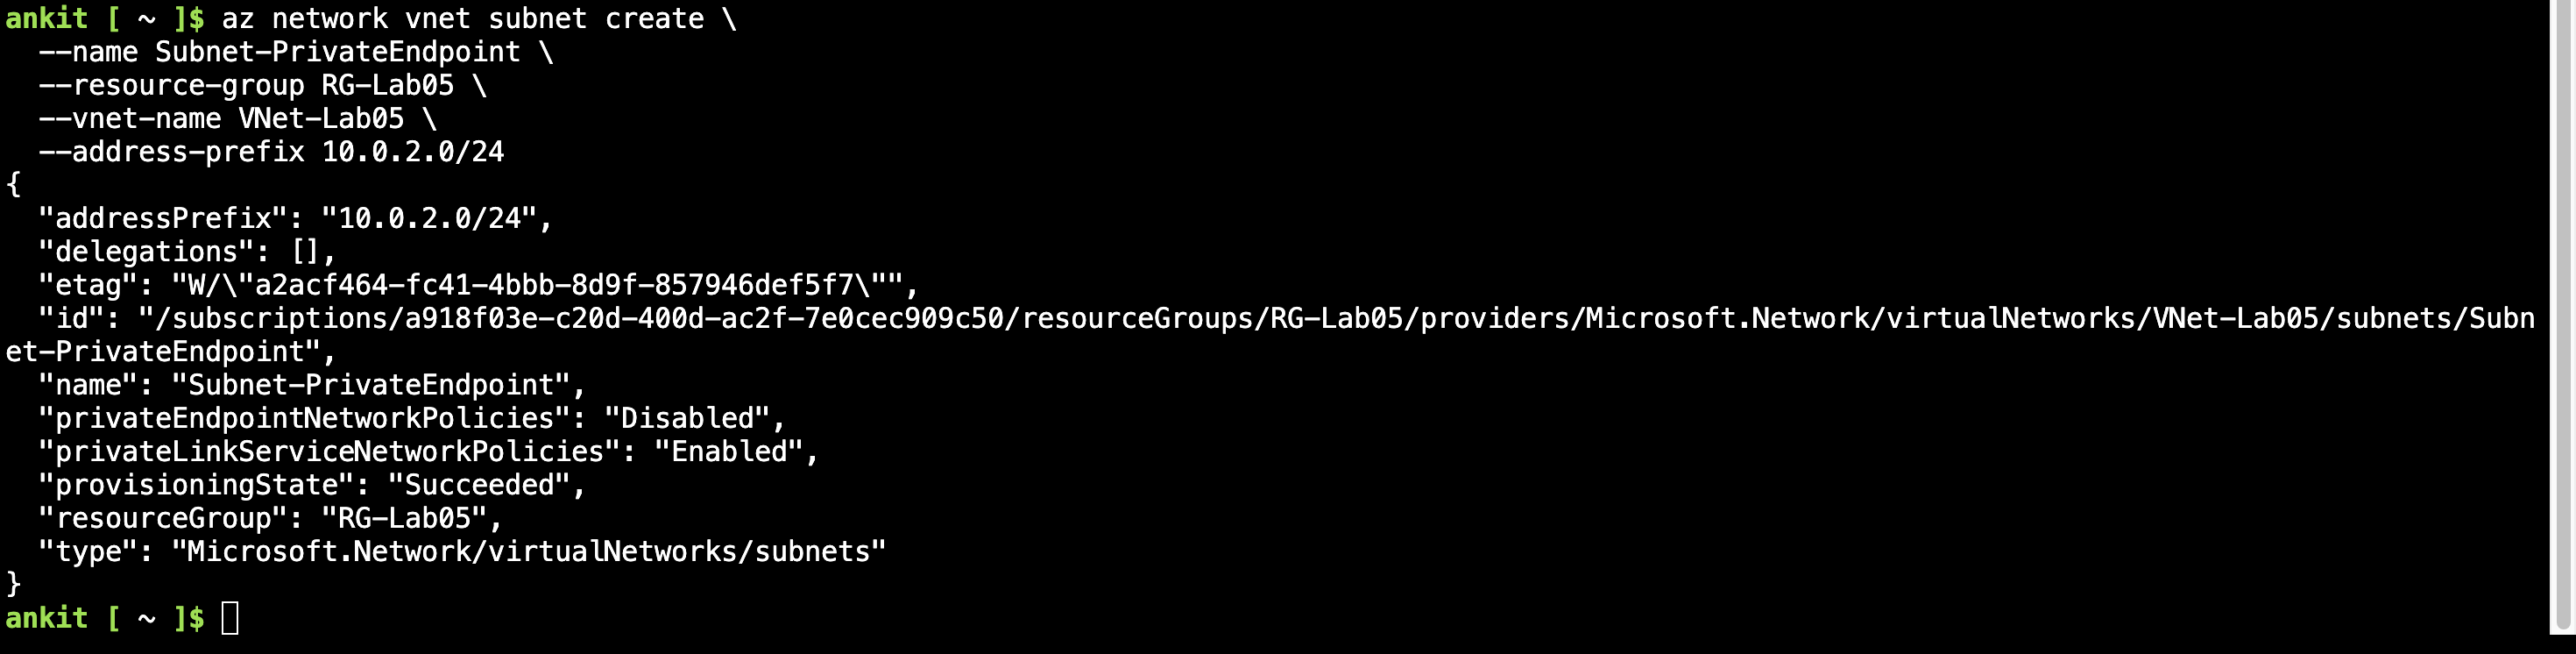 ankit [ ~ ]$ az network vnet subnet create \
  --name Subnet-PrivateEndpoint \
  --resource-group RG-Lab05 \
  --vnet-name VNet-Lab05 \
  --address-prefix 10.0.2.0/24
{
  "addressPrefix": "10.0.2.0/24",
  "delegations": [],
  "etag": "W/\"a2acf464-fc41-4bbb-8d9f-857946def5f7\"",
  "id": "/subscriptions/a918f03e-c20d-400d-ac2f-7e0cec909c50/resourceGroups/RG-Lab05/providers/Microsoft.Network/virtualNetworks/VNet-Lab05/subnets/Subn
et-PrivateEndpoint",
  "name": "Subnet-PrivateEndpoint",
  "privateEndpointNetworkPolicies": "Disabled",
  "privateLinkServiceNetworkPolicies": "Enabled",
  "provisioningState": "Succeeded",
  "resourceGroup": "RG-Lab05",
  "type": "Microsoft.Network/virtualNetworks/subnets"
}
ankit [ ~ ]$